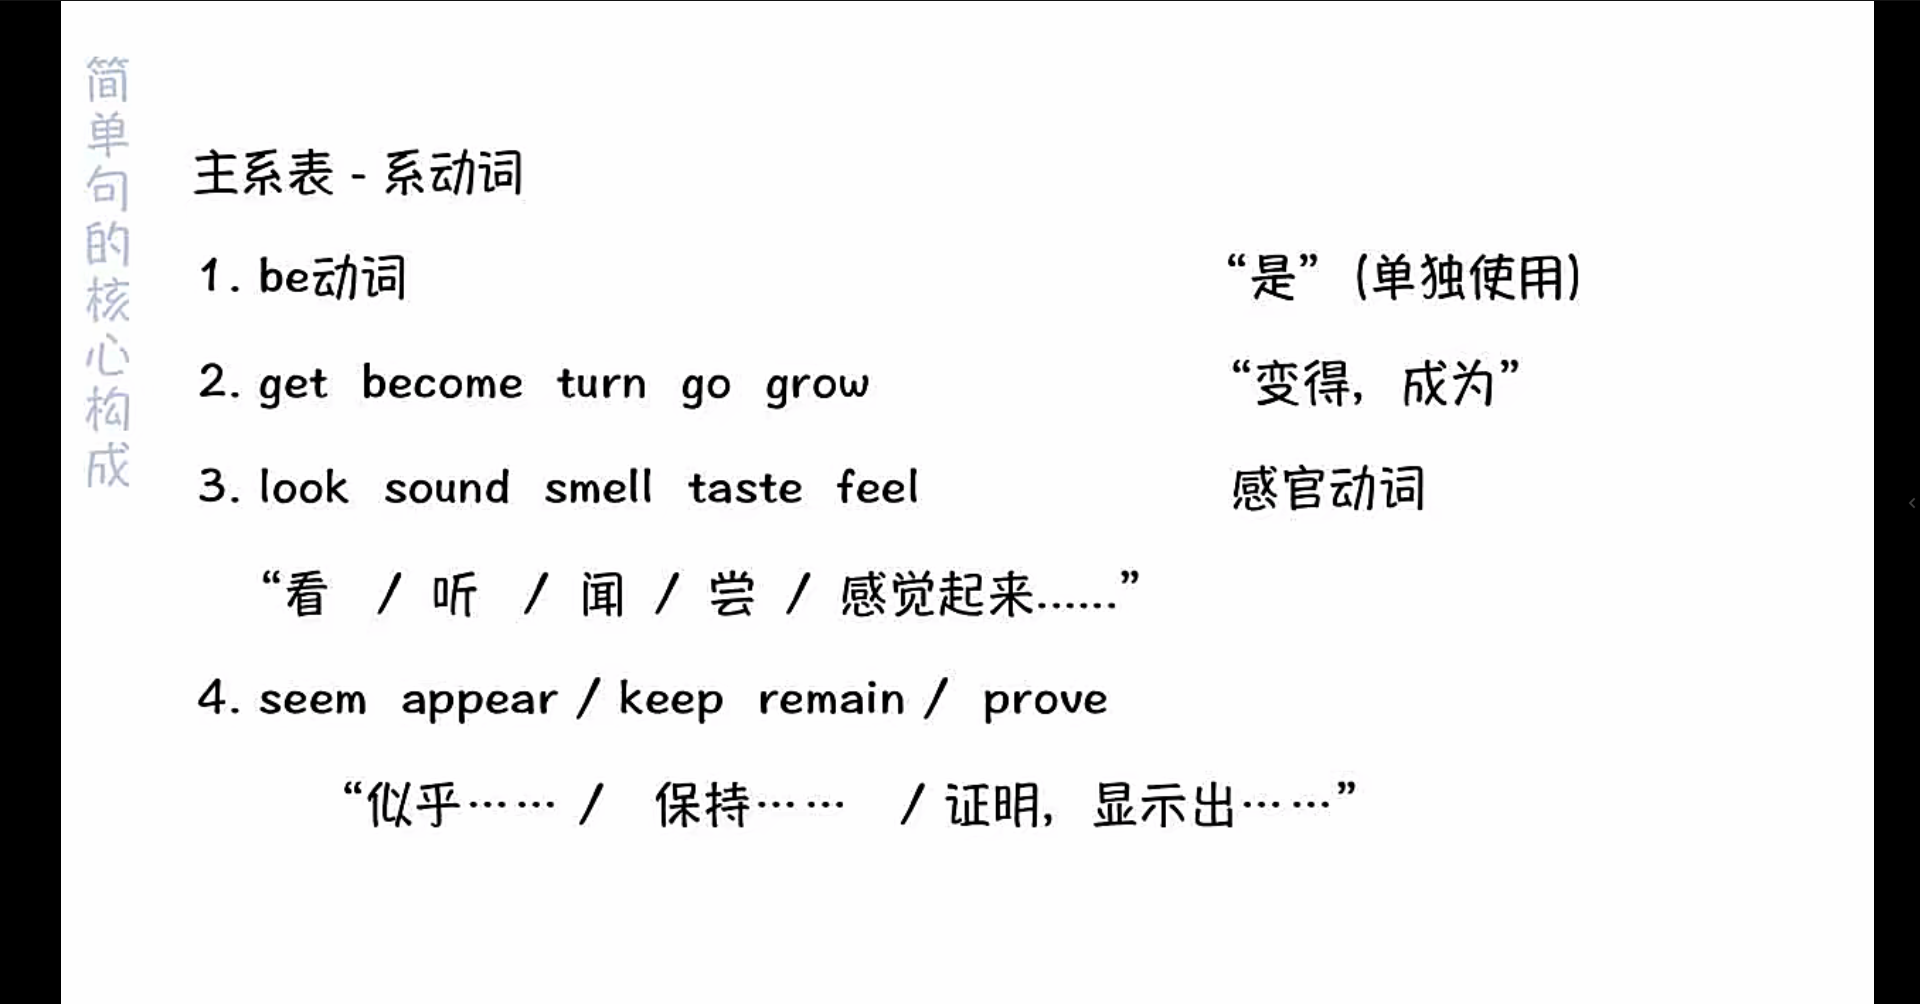 简单句的核心构成
主系表 - 系动词
1. be动词 “是” (单独使用)
2. get become turn go grow “变得，成为”
3. look sound smell taste feel 感官动词
“看 / 听 / 闻 / 尝 / 感觉起来......”
4. seem appear / keep remain / prove
“似乎…… / 保持…… / 证明，显示出……”